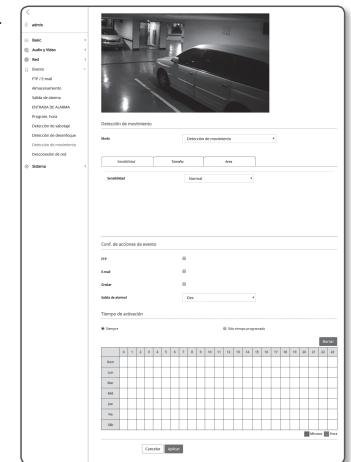 admin
Basic
Audio y Video
Red
Evento
FTP / E-mail
Almacenamiento
Salida de alarma
ENTRADA DE ALARMA
Program. hora
Detección de sabotaje
Detección de desenfoque
Detección de movimiento
Desconexión de red
Sistema
Detección de movimiento
Modo
Detección de movimiento
Sensibilidad Tamaño Area
Sensibilidad
Normal
Conf. de acciones de evento
FTP
E-mail
Grabar
Salida de alarma1
Des.
Tiempo de activación
Siempre
Sólo tiempo programado
Borrar
0 1 2 3 4 5 6 7 8 9 10 11 12 13 14 15 16 17 18 19 20 21 22 23
Dom
Lun
Mar
Mié
Jue
Vie
Sáb
Minutos Hora
Cancelar Aplicar